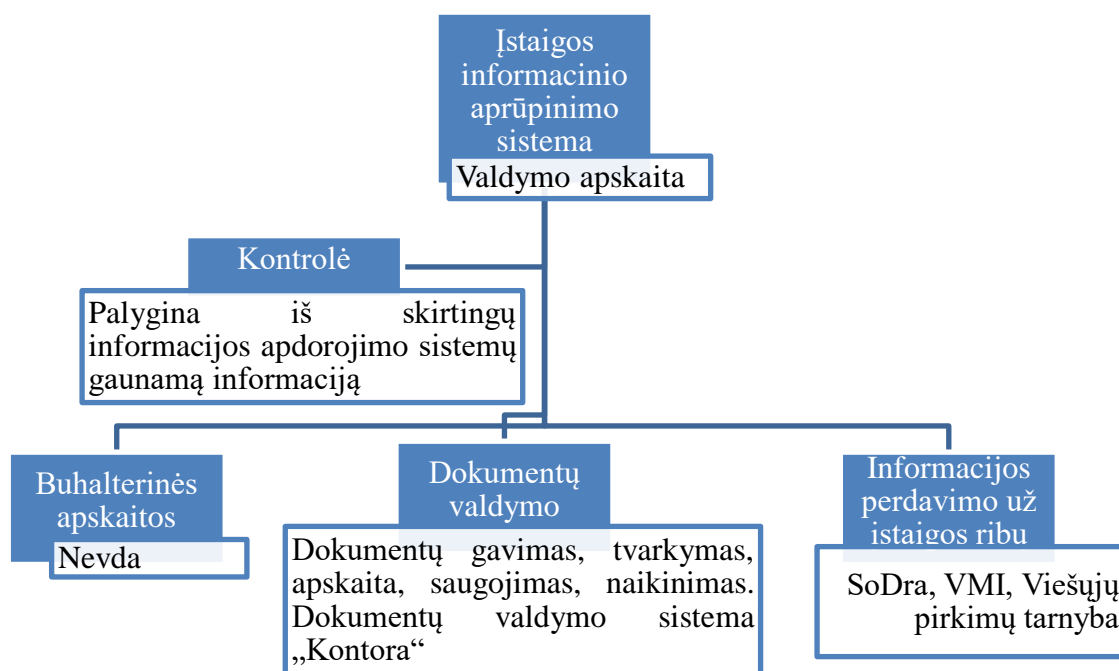 Įstaigos
informacinio
aprūpinimo
sistema
Valdymo apskaita
Kontrolė
Palygina iš skirtingų
informacijos apdorojimo sistemų
gaunamą informaciją
Buhalterinės
apskaitos
Nevda
Dokumentų
valdymo
Dokumentų gavimas, tvarkymas,
apskaita, saugojimas, naikinimas.
Dokumentų valdymo sistema
„Kontora“
Informacijos
perdavimo už
įstaigos ribų
SoDra, VMI, Viešųjų
pirkimų tarnyba